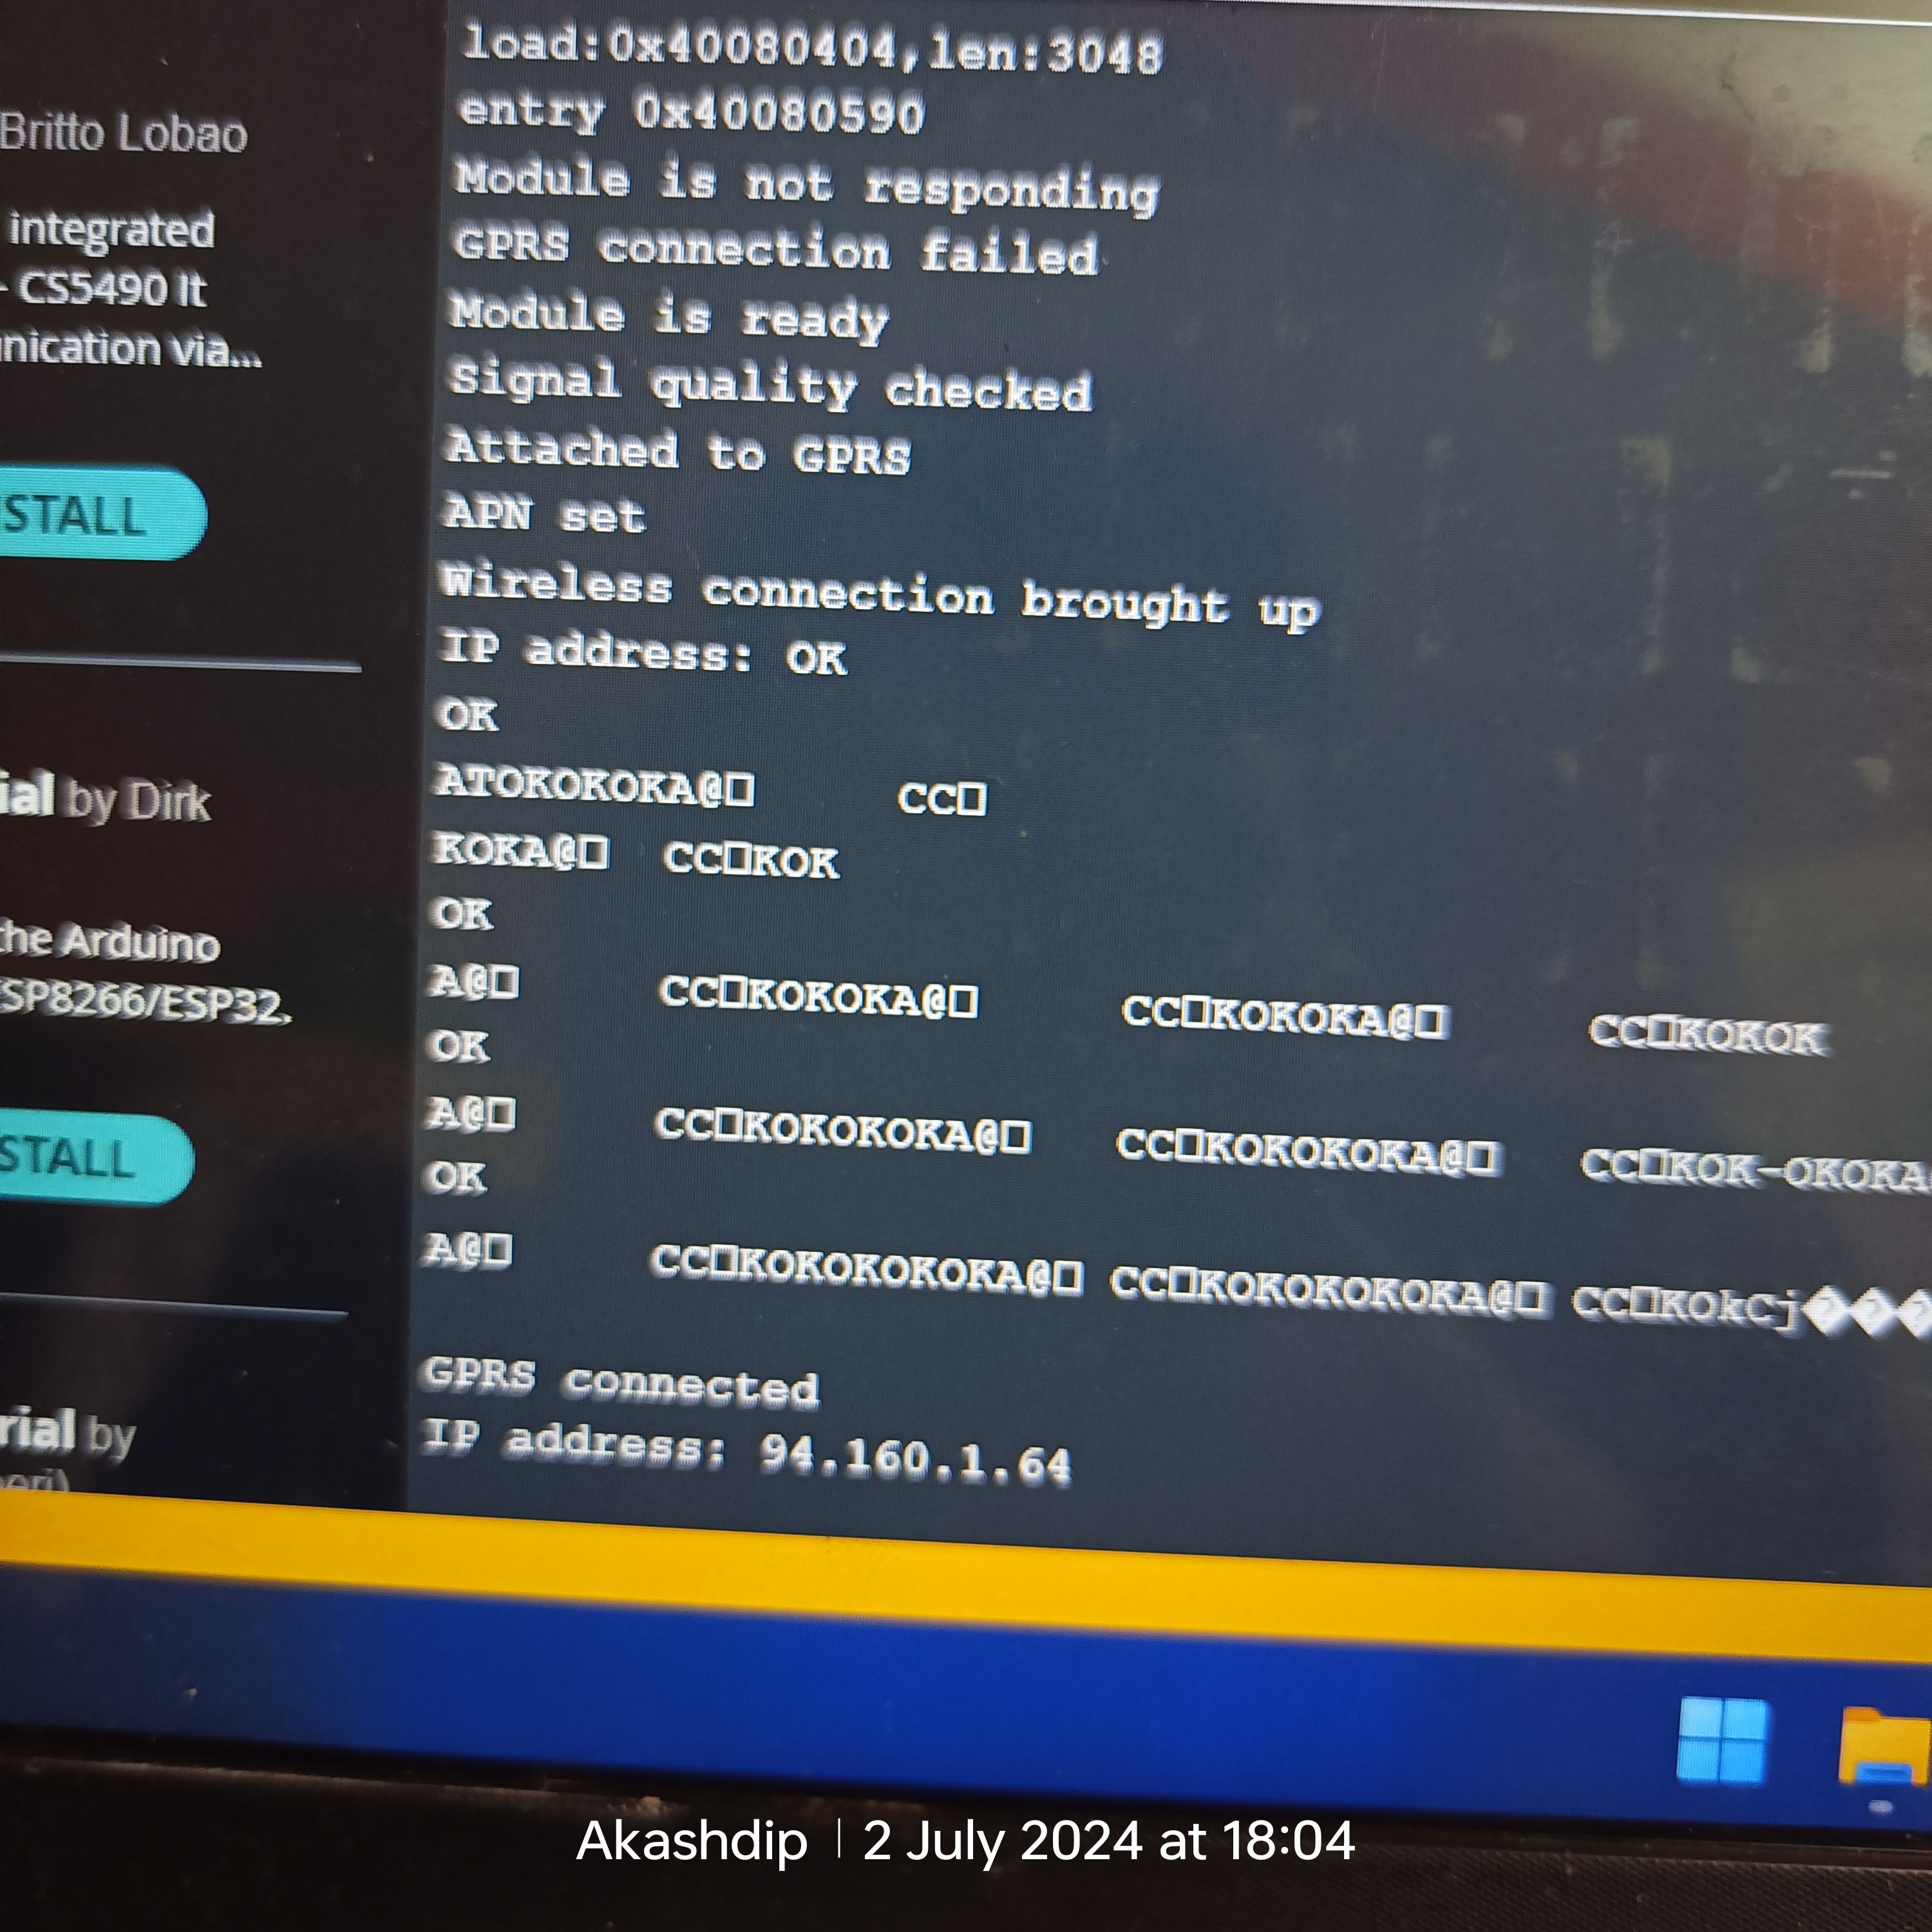 Britto Lobao
integrated
- CS5490 It
nication via...
STALL
ial by Dirk
the Arduino
ESP8266/ESP32,
STALL
rial by
load:0x40080404,len:3048
entry 0x40080590
Module is not responding
GPRS connection failed
Module is ready
Signal quality checked
Attached to GPRS
APN set
Wireless connection brought up
IP address: OK
OK
ATOKOKOKA@□ CC□
KOKA@□ CC□KOK
OK
A@□ CC□KOKOKA@□ CC□KOKOKA@□ CC□KOKOK
OK
A@□ CC□KOKOKOKA@□ CC□KOKOKOKA@□ CC□KOK-OKOKA
OK
A@□ CC□KOKOKOKOKA@□ CC□KOKOKOKOKA@□ CC□KOkCj���
GPRS connected
IP address: 94.160.1.64
Akashdip | 2 July 2024 at 18:04